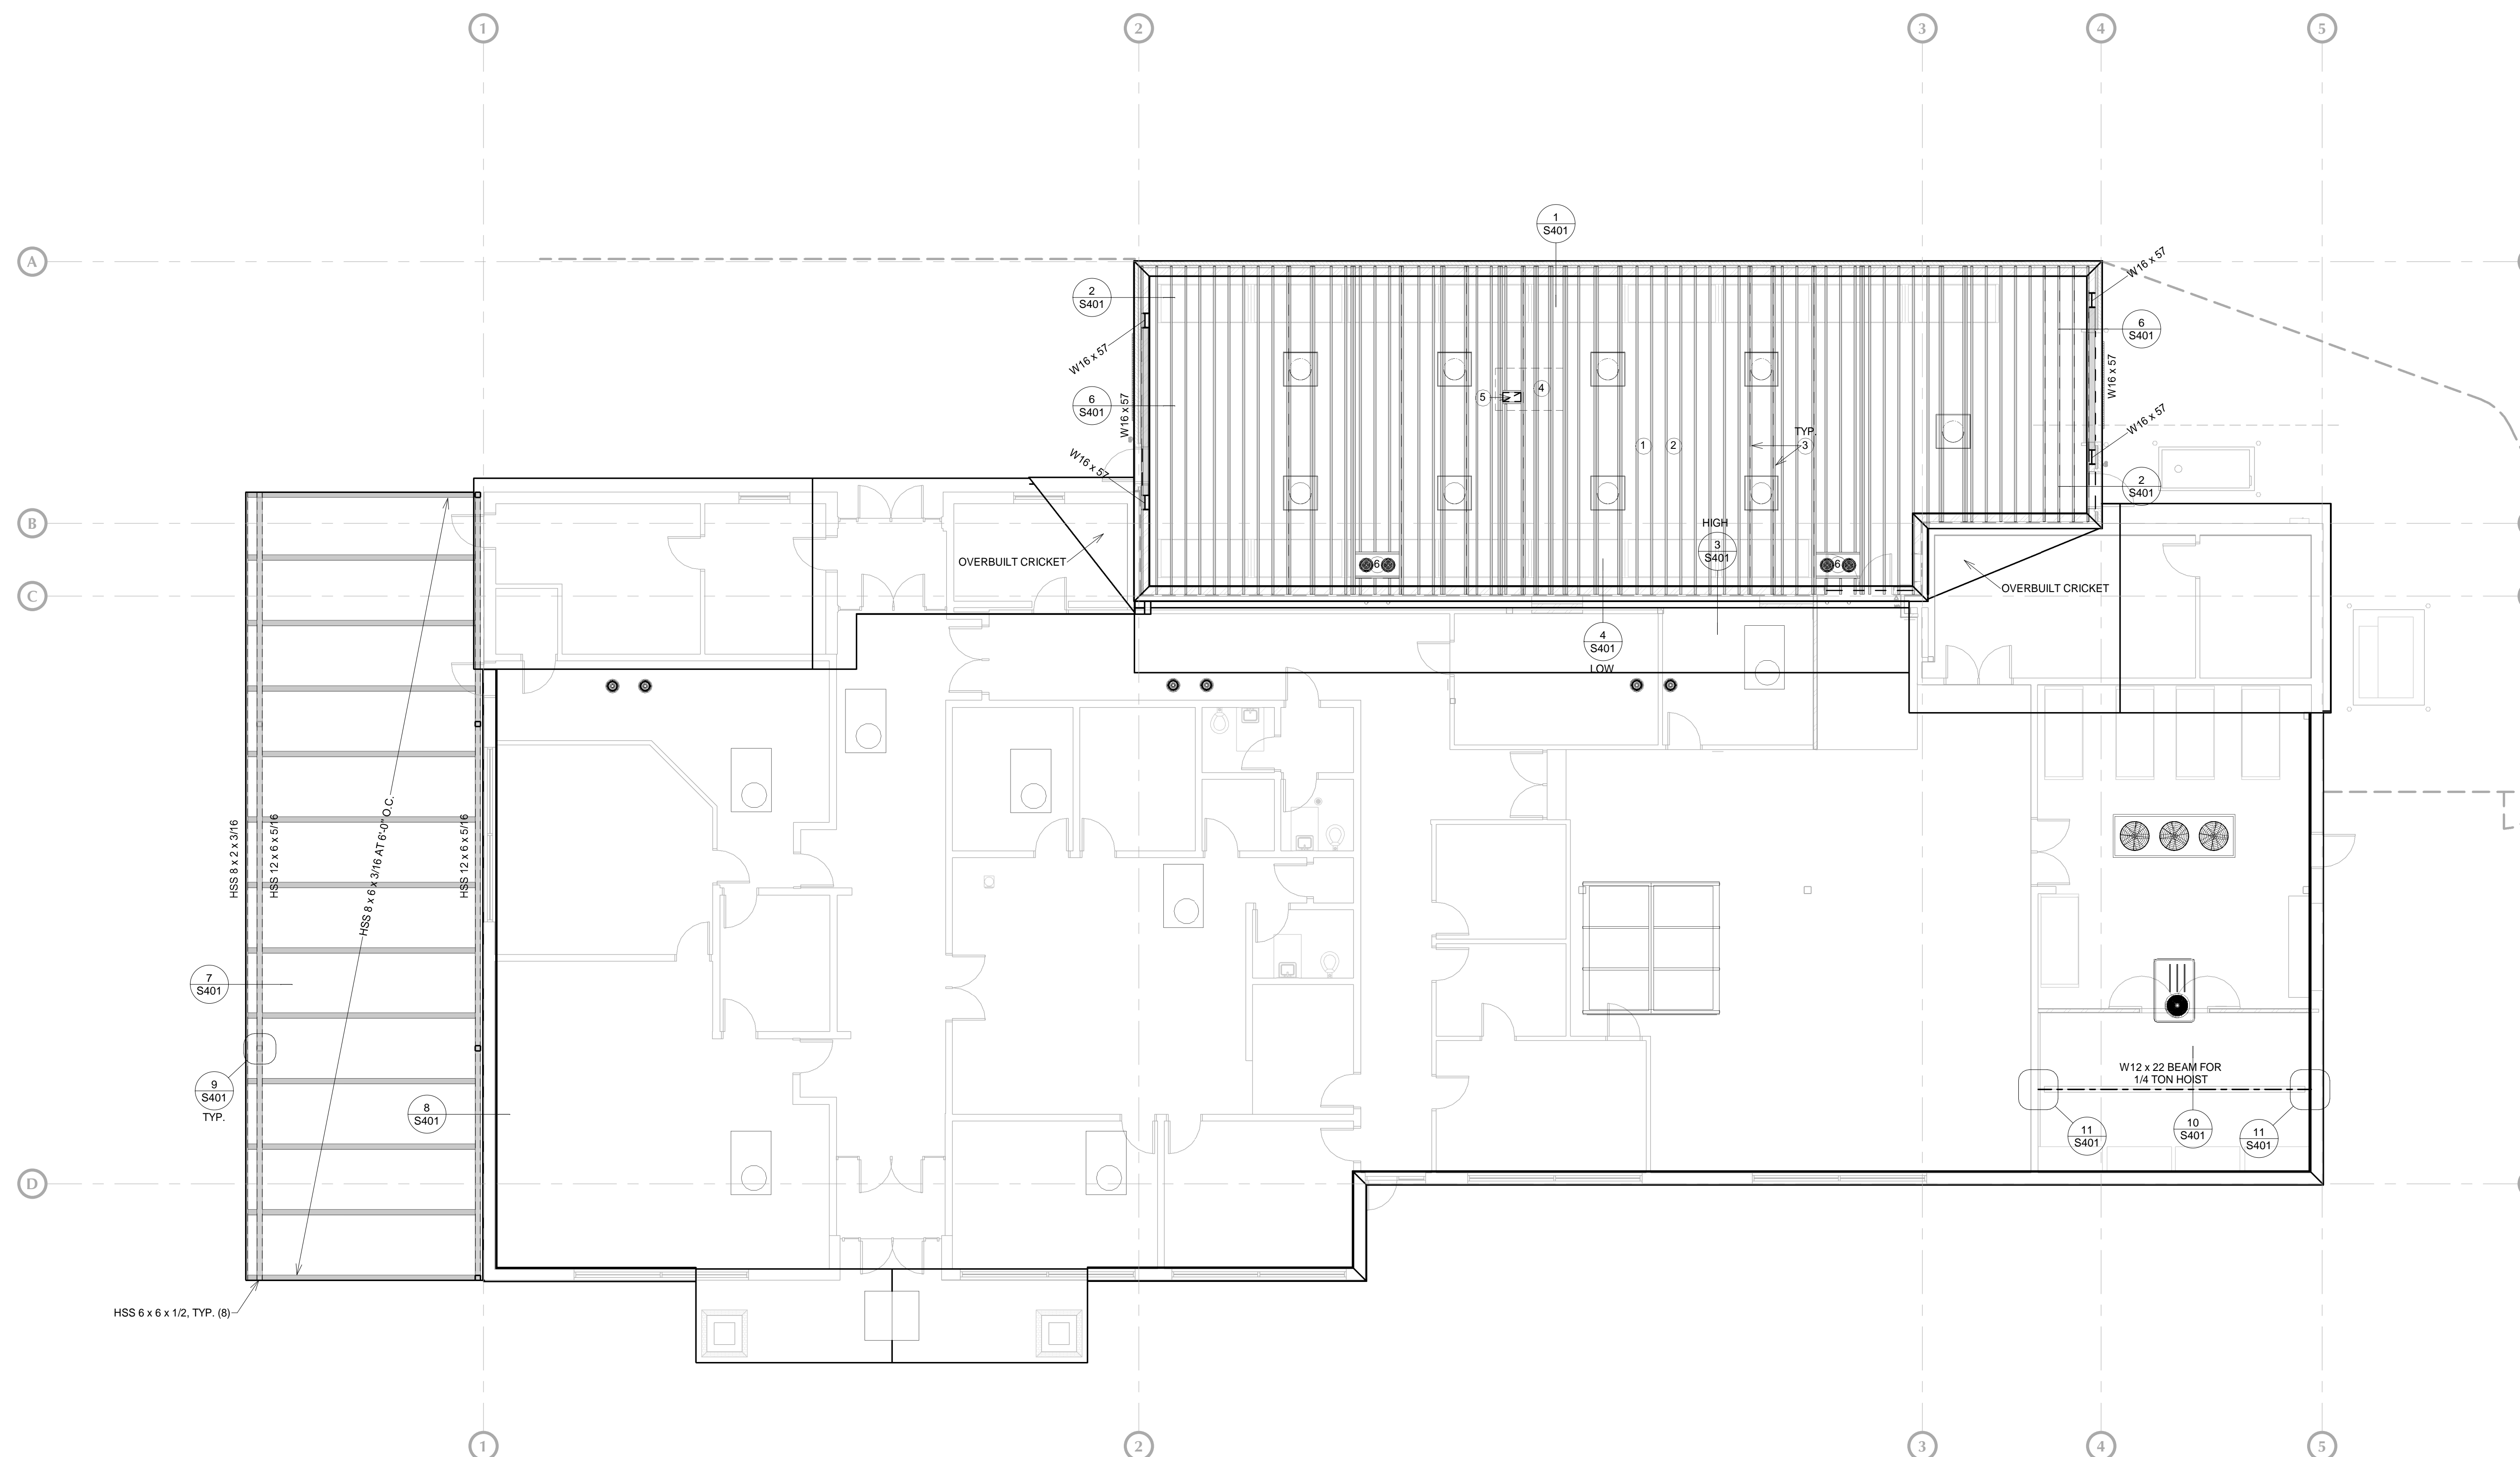 1
2
3
4
5
1
S401
A
W16 x 57
2
S401
6
S401
W16 x 57
W16 x 57
4
5
6
S401
W16 x 57
W16 x 57
TYP.
1
2
3
W16 x 57
W16 x 57
2
S401
B
HIGH
3
S401
OVERBUILT CRICKET
6
6
OVERBUILT CRICKET
C
4
S401
LOW
HSS 8 x 2 x 3/16
HSS 12 x 6 x 5/16
HSS 8 x 6 x 3/16 AT 6'-0" O.C.
HSS 12 x 6 x 5/16
7
S401
9
S401
TYP.
8
S401
W12 x 22 BEAM FOR
1/4 TON HOIST
11
S401
10
S401
11
S401
D
HSS 6 x 6 x 1/2, TYP. (8)
1
2
3
4
5